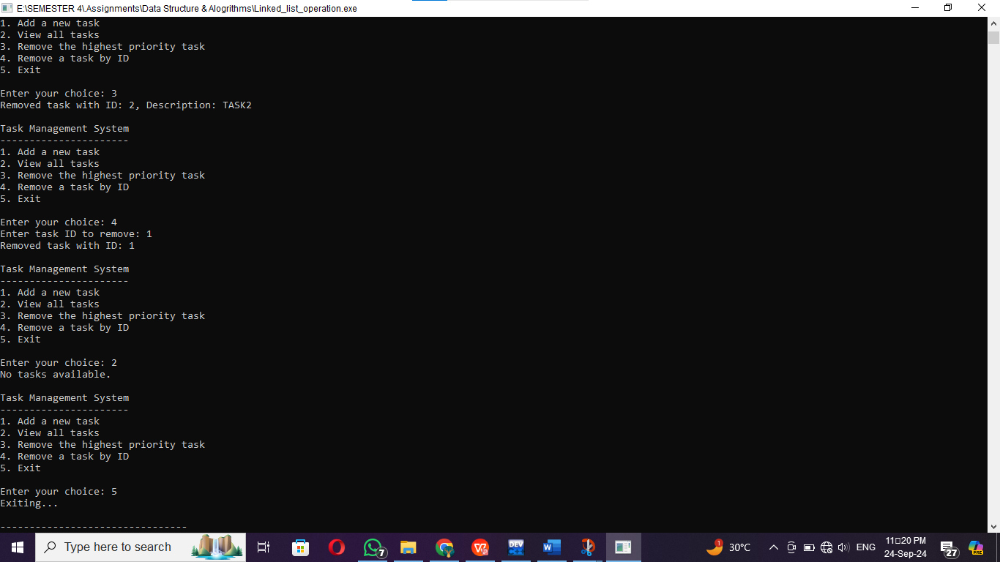 E:\SEMESTER 4\Assignments\Data Structure & Alogrithms\Linked_list_operation.exe
1. Add a new task
2. View all tasks
3. Remove the highest priority task
4. Remove a task by ID
5. Exit
Enter your choice: 3
Removed task with ID: 2, Description: TASK2
Task Management System
----------------------
1. Add a new task
2. View all tasks
3. Remove the highest priority task
4. Remove a task by ID
5. Exit
Enter your choice: 4
Enter task ID to remove: 1
Removed task with ID: 1
Task Management System
----------------------
1. Add a new task
2. View all tasks
3. Remove the highest priority task
4. Remove a task by ID
5. Exit
Enter your choice: 2
No tasks available.
Task Management System
----------------------
1. Add a new task
2. View all tasks
3. Remove the highest priority task
4. Remove a task by ID
5. Exit
Enter your choice: 5
Exiting...
--------------------------------
Type here to search
7
DEV
W
1
30°C
ENG
11▯20 PM
24-Sep-24
27
PRE